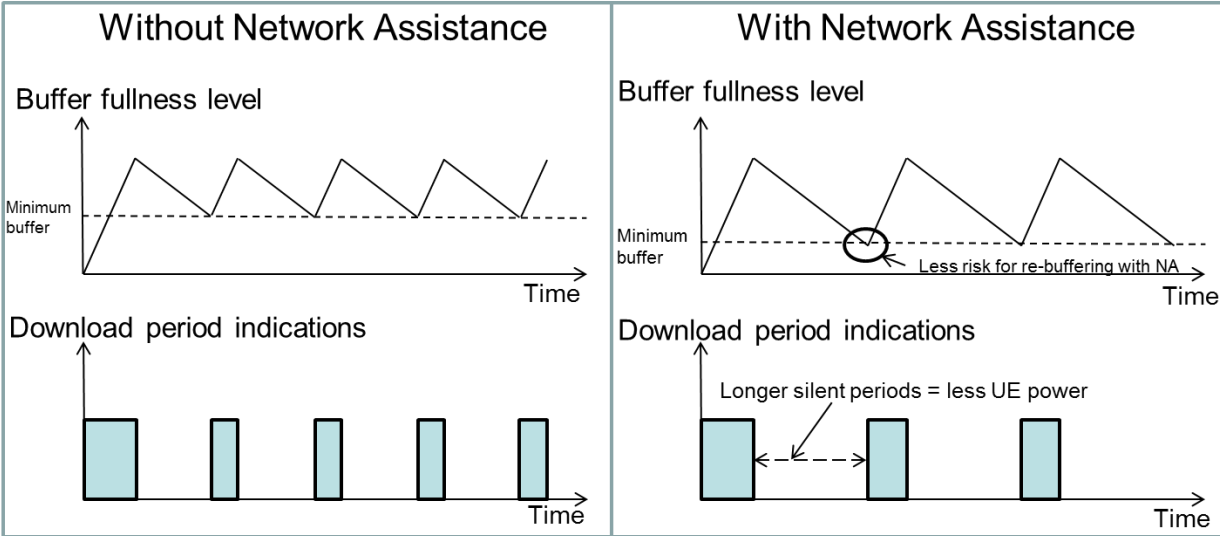 Without Network Assistance
Buffer fullness level
Minimum
buffer
Time
Download period indications
Time
With Network Assistance
Buffer fullness level
Minimum
buffer
Less risk for re-buffering with NA
Time
Download period indications
Longer silent periods = less UE power
Time